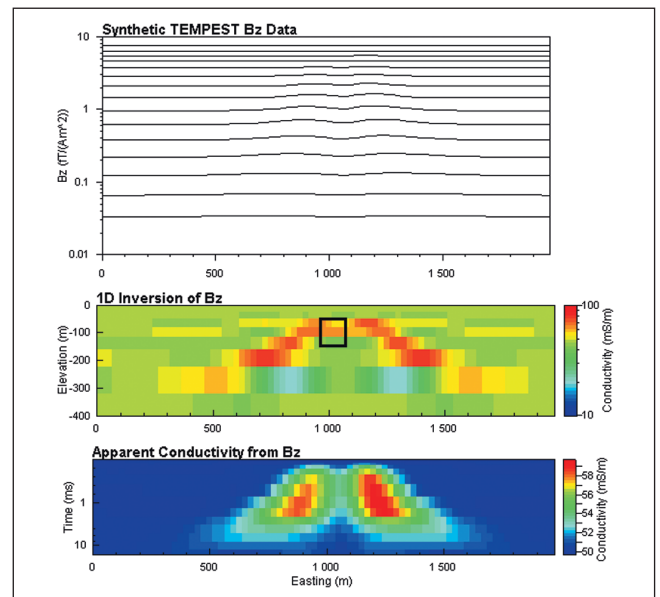 Synthetic TEMPEST Bz Data
10
1
0.1
0.01
Bz (fT/(Am^2))
0 500 1 000 1 500
1D Inversion of Bz
0
-100
-200
-300
-400
Elevation (m)
0 500 1 000 1 500
100
10
Conductivity (mS/m)
Apparent Conductivity from Bz
Time (ms)
1
10
58
56
54
52
50
Conductivity (mS/m)
0 500 1 000 1 500
Easting (m)